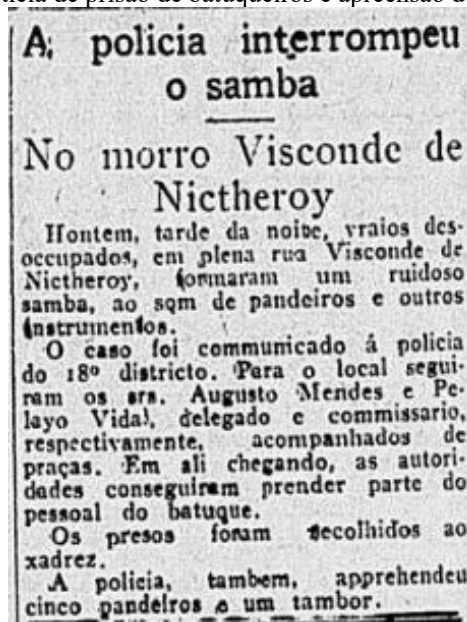 prisão de batuqueiros e apreensão d
A policia interrompeu
o samba
No morro Visconde de
Nictheroy
Hontem, tarde da noite, vraios des-
occupados, em plena rua Visconde de
Nictheroy, formaram um ruidoso
samba, ao som de pandeiros e outros
instrumentos.
O caso foi communicado á policia
do 18º districto. Para o local segui-
ram os srs. Augusto Mendes e Pe-
layo Vidal, delegado e commissario,
respectivamente, acompanhados de
praças. Em ali chegando, as autori-
dades conseguiram prender parte do
pessoal do batuque.
Os presos foram recolhidos ao
xadrez.
A policia, tambem, apprehendeu
cinco pandeiros e um tambor.